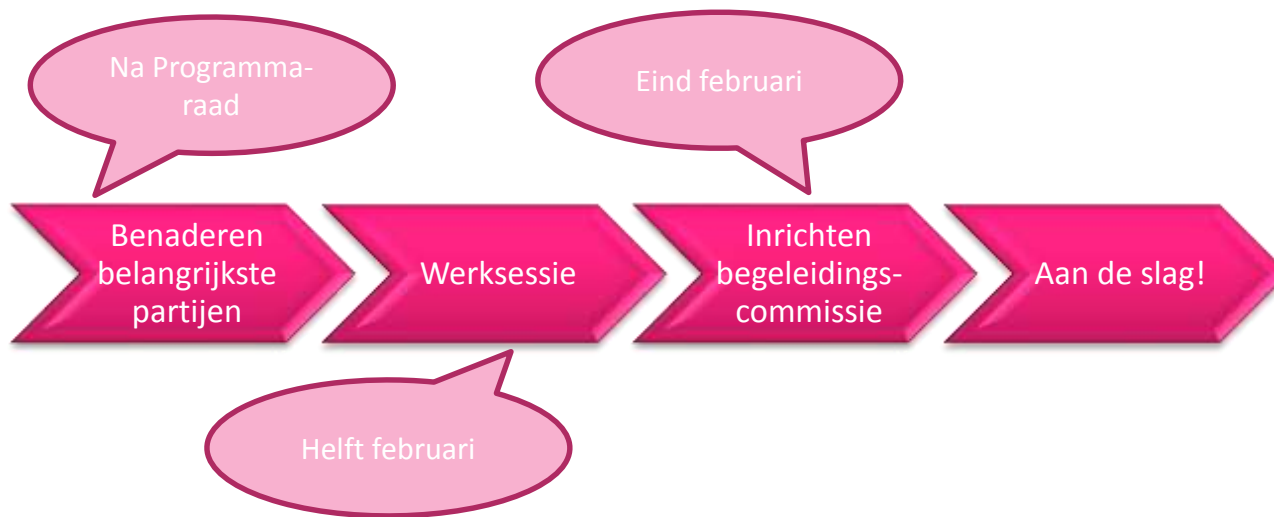 Na Programma-
raad
Eind februari
Benaderen
belangrijkste
partijen
Werksessie
Inrichten
begeleidings-
commissie
Aan de slag!
Helft februari